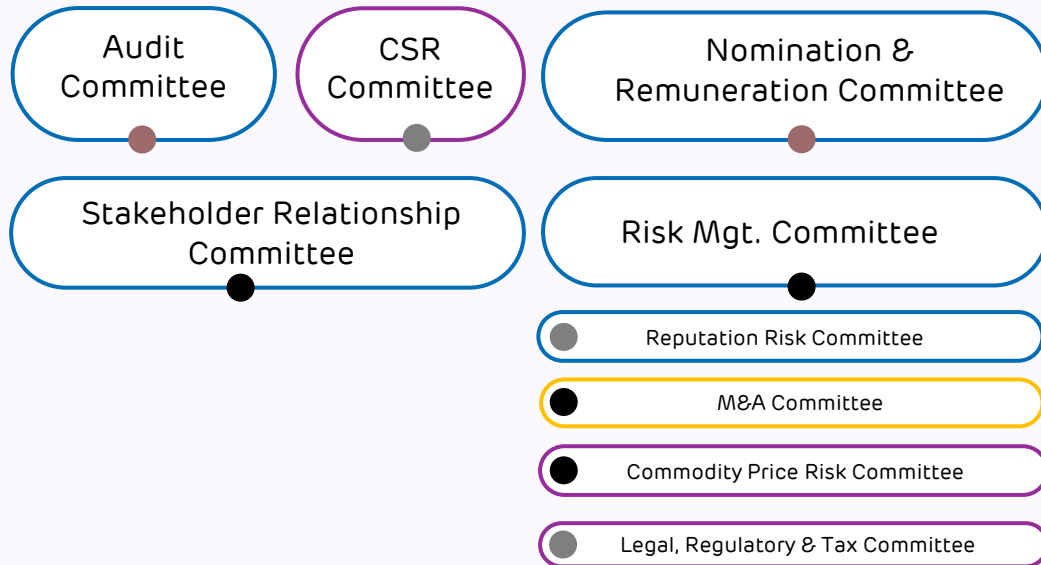 Audit
Committee
CSR
Committee
Nomination &
Remuneration Committee
Stakeholder Relationship
Committee
Risk Mgt. Committee
Reputation Risk Committee
M&A Committee
Commodity Price Risk Committee
Legal, Regulatory & Tax Committee